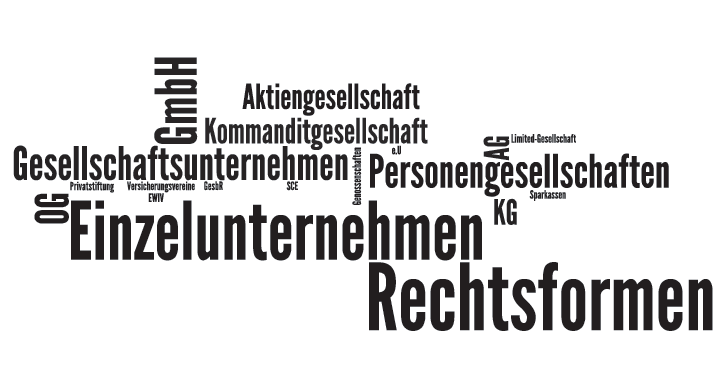 GmbH
Aktiengesellschaft
Kommanditgesellschaft
AG
Limited-Gesellschaft
e.U
Gesellschaftsunternehmen
Genossenschaften
Personengesellschaften
Privatstiftung
Versicherungsvereine
GesbR
SCE
EWIV
Sparkassen
OG
Einzelunternehmen
KG
Rechtsformen